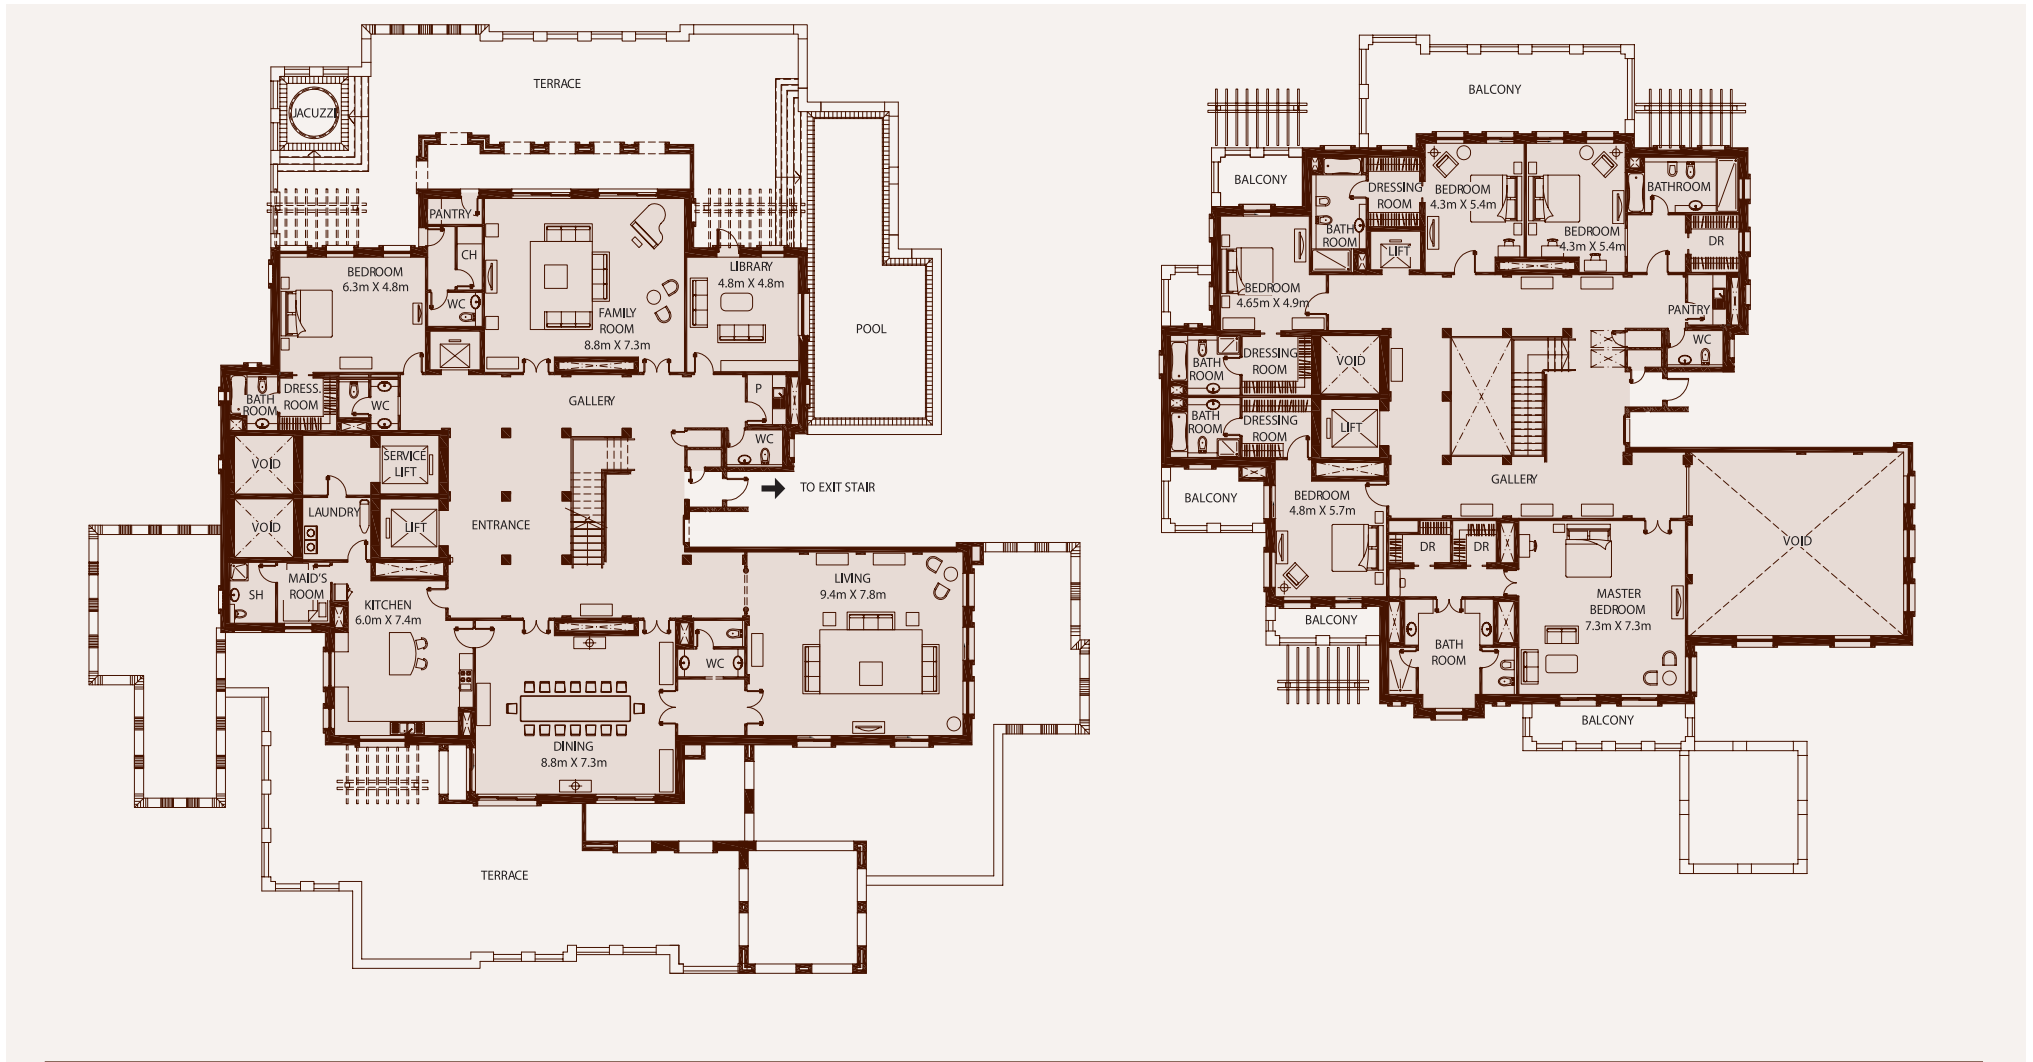 TERRACE
JACUZZI
PANTRY
CH
WC
BEDROOM
6.3m X 4.8m
FAMILY
ROOM
8.8m X 7.3m
LIBRARY
4.8m X 4.8m
POOL
BATH
ROOM
DRESS.
ROOM
WC
GALLERY
P
WC
VOID
SERVICE
LIFT
TO EXIT STAIR
VOID
LAUNDRY
LIFT
ENTRANCE
SH
MAID'S
ROOM
KITCHEN
6.0m X 7.4m
LIVING
9.4m X 7.8m
WC
DINING
8.8m X 7.3m
TERRACE
BALCONY
BALCONY
BATH
ROOM
DRESSING
ROOM
BEDROOM
4.3m X 5.4m
BEDROOM
4.3m X 5.4m
BATHROOM
DR
LIFT
BEDROOM
4.65m X 4.9m
PANTRY
WC
BATH
ROOM
DRESSING
ROOM
VOID
BATH
ROOM
DRESSING
ROOM
LIFT
GALLERY
BALCONY
BEDROOM
4.8m X 5.7m
DR
DR
VOID
MASTER
BEDROOM
7.3m X 7.3m
BALCONY
BATH
ROOM
BALCONY